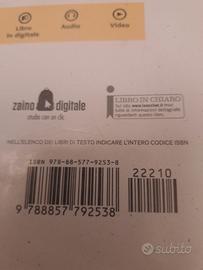 Libro
in digitale
Audio
Video
zaino digitale
studia con un clic
LIBRO IN CHIARO
NELL'ELENCO DEI LIBRI DI TESTO INDICARE L'INTERO CODICE ISBN
ISBN 978-88-577-9253-8
22210
9 788857 792538
subito